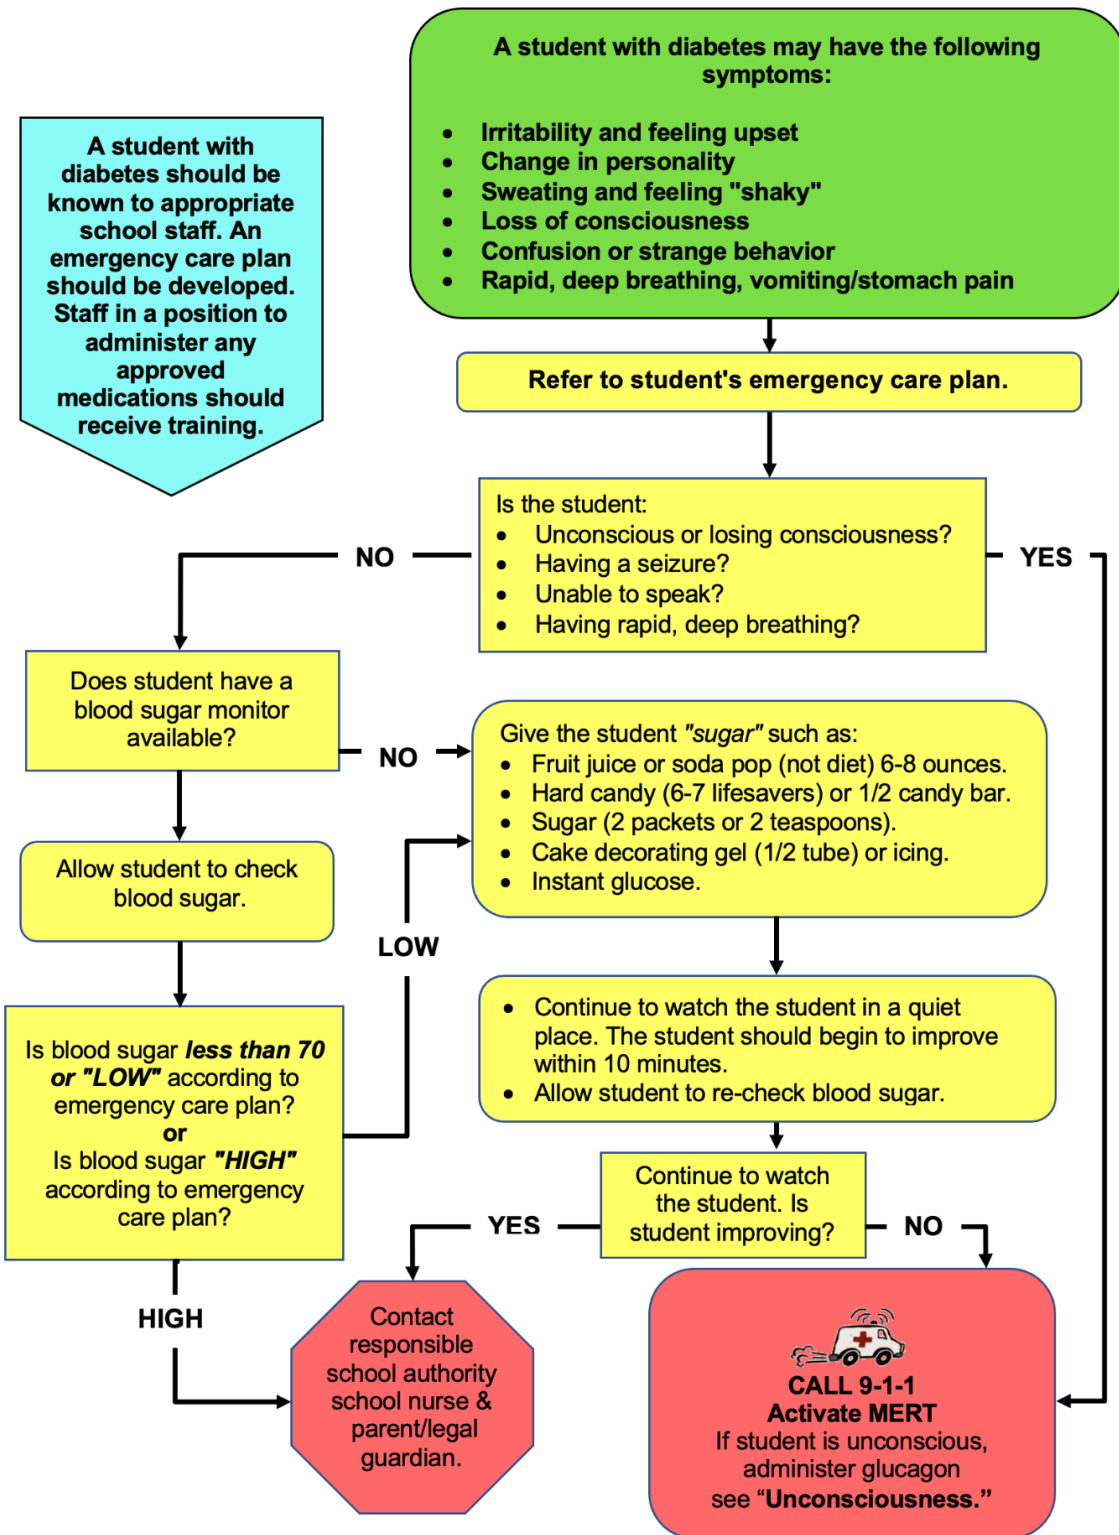 A student with diabetes may have the following
symptoms:
• Irritability and feeling upset
• Change in personality
• Sweating and feeling "shaky"
• Loss of consciousness
• Confusion or strange behavior
• Rapid, deep breathing, vomiting/stomach pain
A student with
diabetes should be
known to appropriate
school staff. An
emergency care plan
should be developed.
Staff in a position to
administer any
approved
medications should
receive training.
Refer to student's emergency care plan.
Is the student:
• Unconscious or losing consciousness?
• Having a seizure?
• Unable to speak?
• Having rapid, deep breathing?
NO
YES
Does student have a
blood sugar monitor
available?
NO
Give the student "sugar" such as:
• Fruit juice or soda pop (not diet) 6-8 ounces.
• Hard candy (6-7 lifesavers) or 1/2 candy bar.
• Sugar (2 packets or 2 teaspoons).
• Cake decorating gel (1/2 tube) or icing.
• Instant glucose.
Allow student to check
blood sugar.
LOW
• Continue to watch the student in a quiet
place. The student should begin to improve
within 10 minutes.
• Allow student to re-check blood sugar.
Is blood sugar less than 70
or "LOW" according to
emergency care plan?
or
Is blood sugar "HIGH"
according to emergency
care plan?
Continue to watch
the student. Is
student improving?
YES
NO
HIGH
Contact
responsible
school authority
school nurse &
parent/legal
guardian.
CALL 9-1-1
Activate MERT
If student is unconscious,
administer glucagon
see “Unconsciousness.”